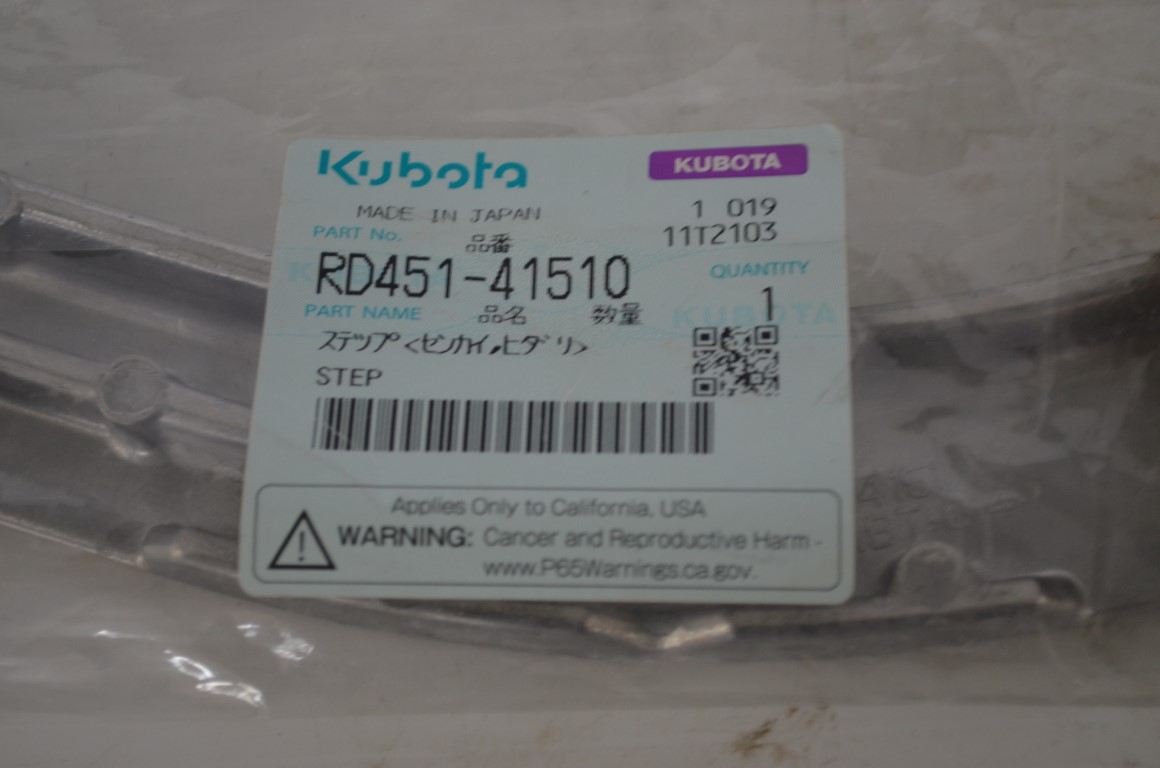 Kubota
KUBOTA
MADE IN JAPAN
1 019
PART No. 品番
11T2103
RD451-41510
QUANTITY
PART NAME 品名 数量
1
KUBOTA
ステップ<センカイ,ヒダリ>
STEP
Applies Only to California, USA
WARNING: Cancer and Reproductive Harm -
www.P65Warnings.ca.gov.